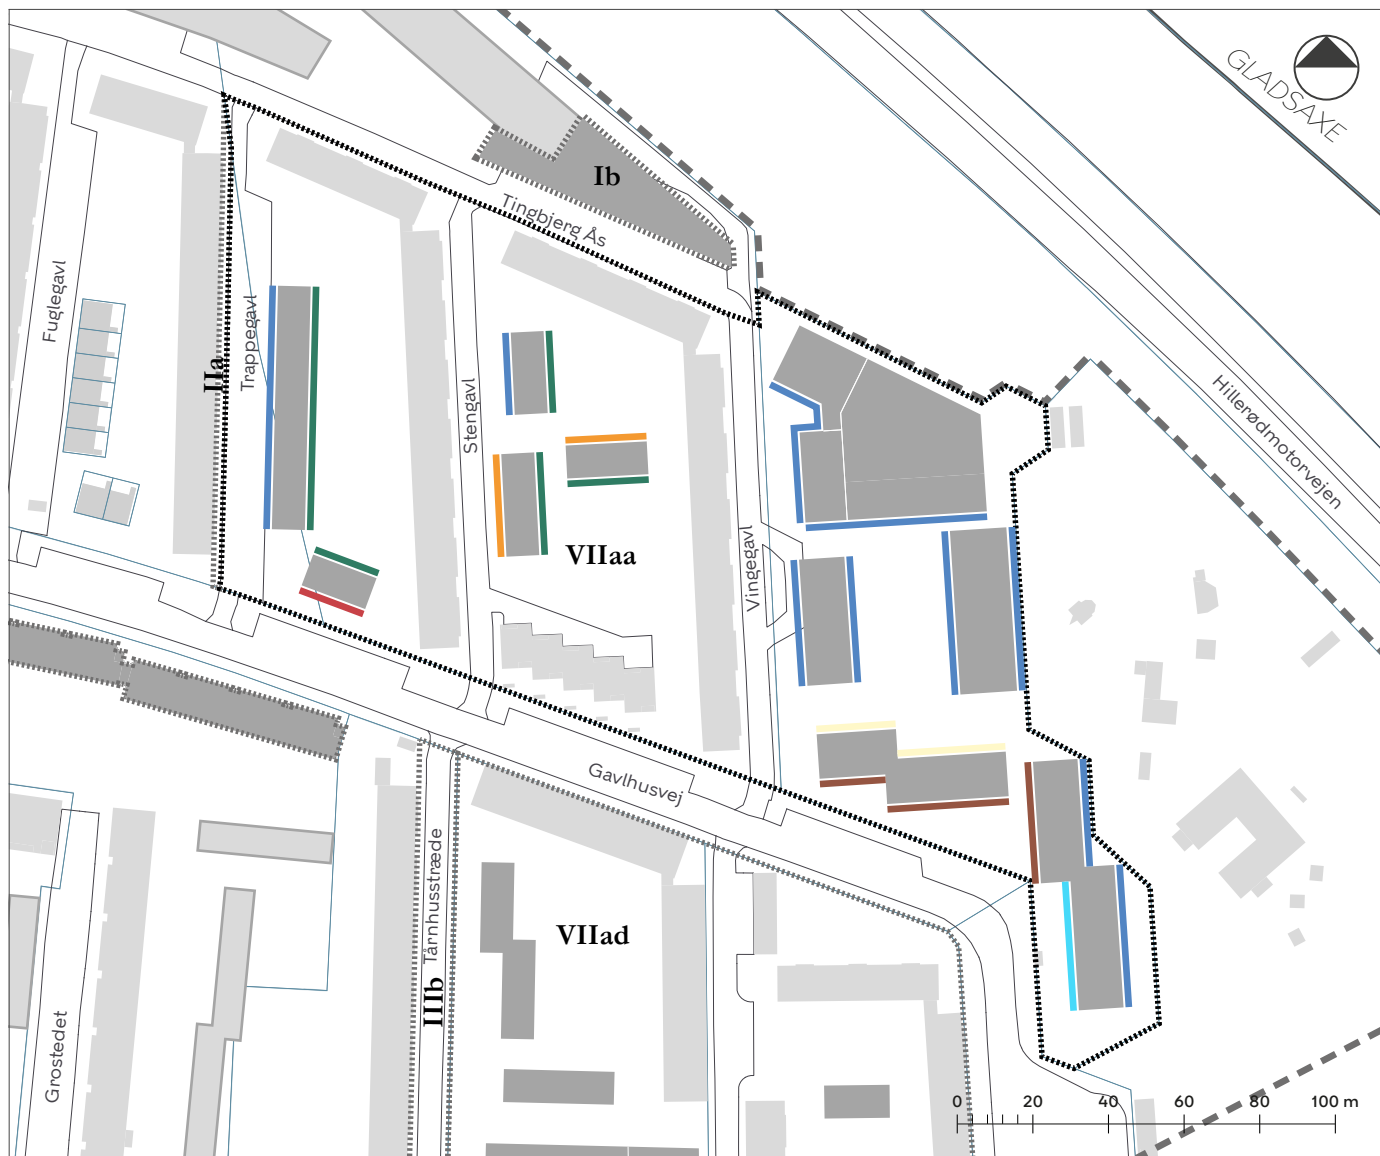 GLADSAXE
Ib
Tingbjerg Ås
Fuglegavl
IIa
Trappegavl
Stengavl
Hillerødmotorvejen
VIIaa
Vingegavl
Gavlhusvej
Tårnhusstræde
VIIad
IIIb
Grostedet
0 20 40 60 80 100 m